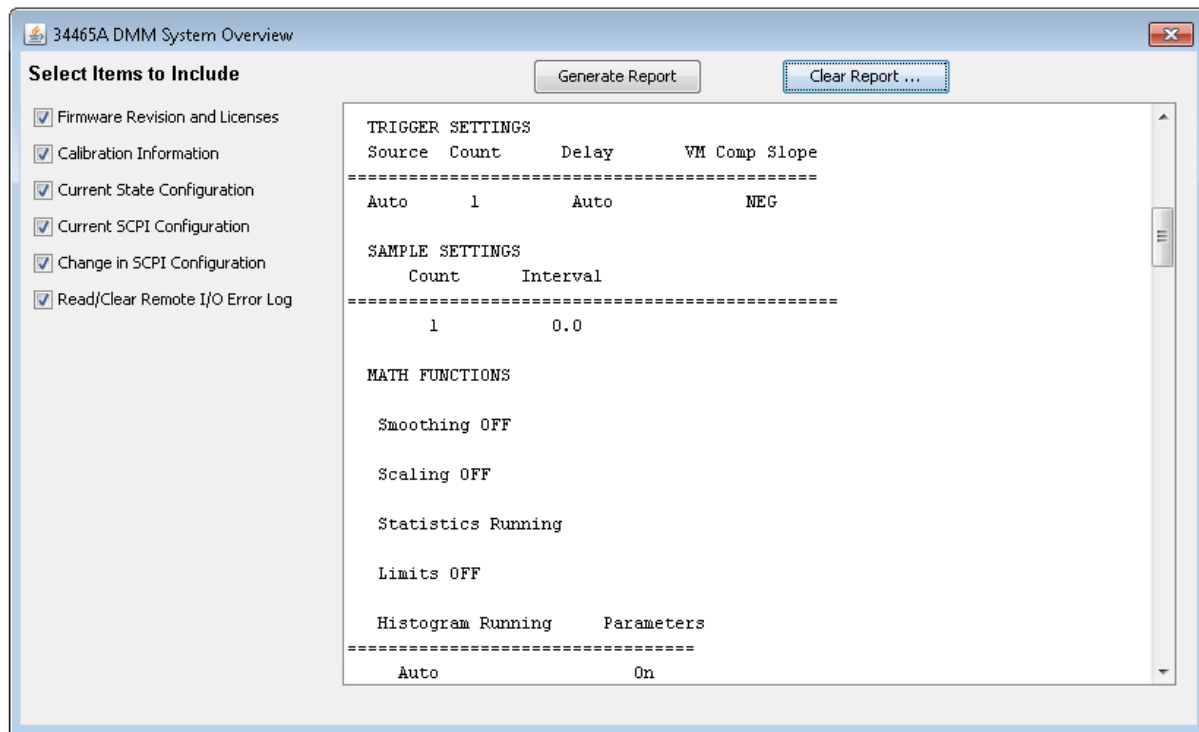 34465A DMM System Overview
Select Items to Include
Generate Report
Clear Report ...
Firmware Revision and Licenses
Calibration Information
Current State Configuration
Current SCPI Configuration
Change in SCPI Configuration
Read/Clear Remote I/O Error Log
TRIGGER SETTINGS
Source Count Delay VM Comp Slope
==============================================
Auto 1 Auto NEG
SAMPLE SETTINGS
Count Interval
================================================
1 0.0
MATH FUNCTIONS
Smoothing OFF
Scaling OFF
Statistics Running
Limits OFF
Histogram Running Parameters
==================================
Auto On